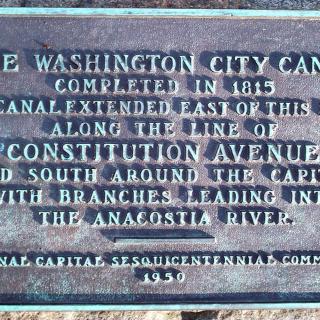 E WASHINGTON CITY CAN
COMPLETED IN 1815
CANAL EXTENDED EAST OF THIS
ALONG THE LINE OF
CONSTITUTION AVENUE
D SOUTH AROUND THE CAPIT
WITH BRANCHES LEADING INT
THE ANACOSTIA RIVER.
NAL CAPITAL SESQUICENTENNIAL COMM
1950